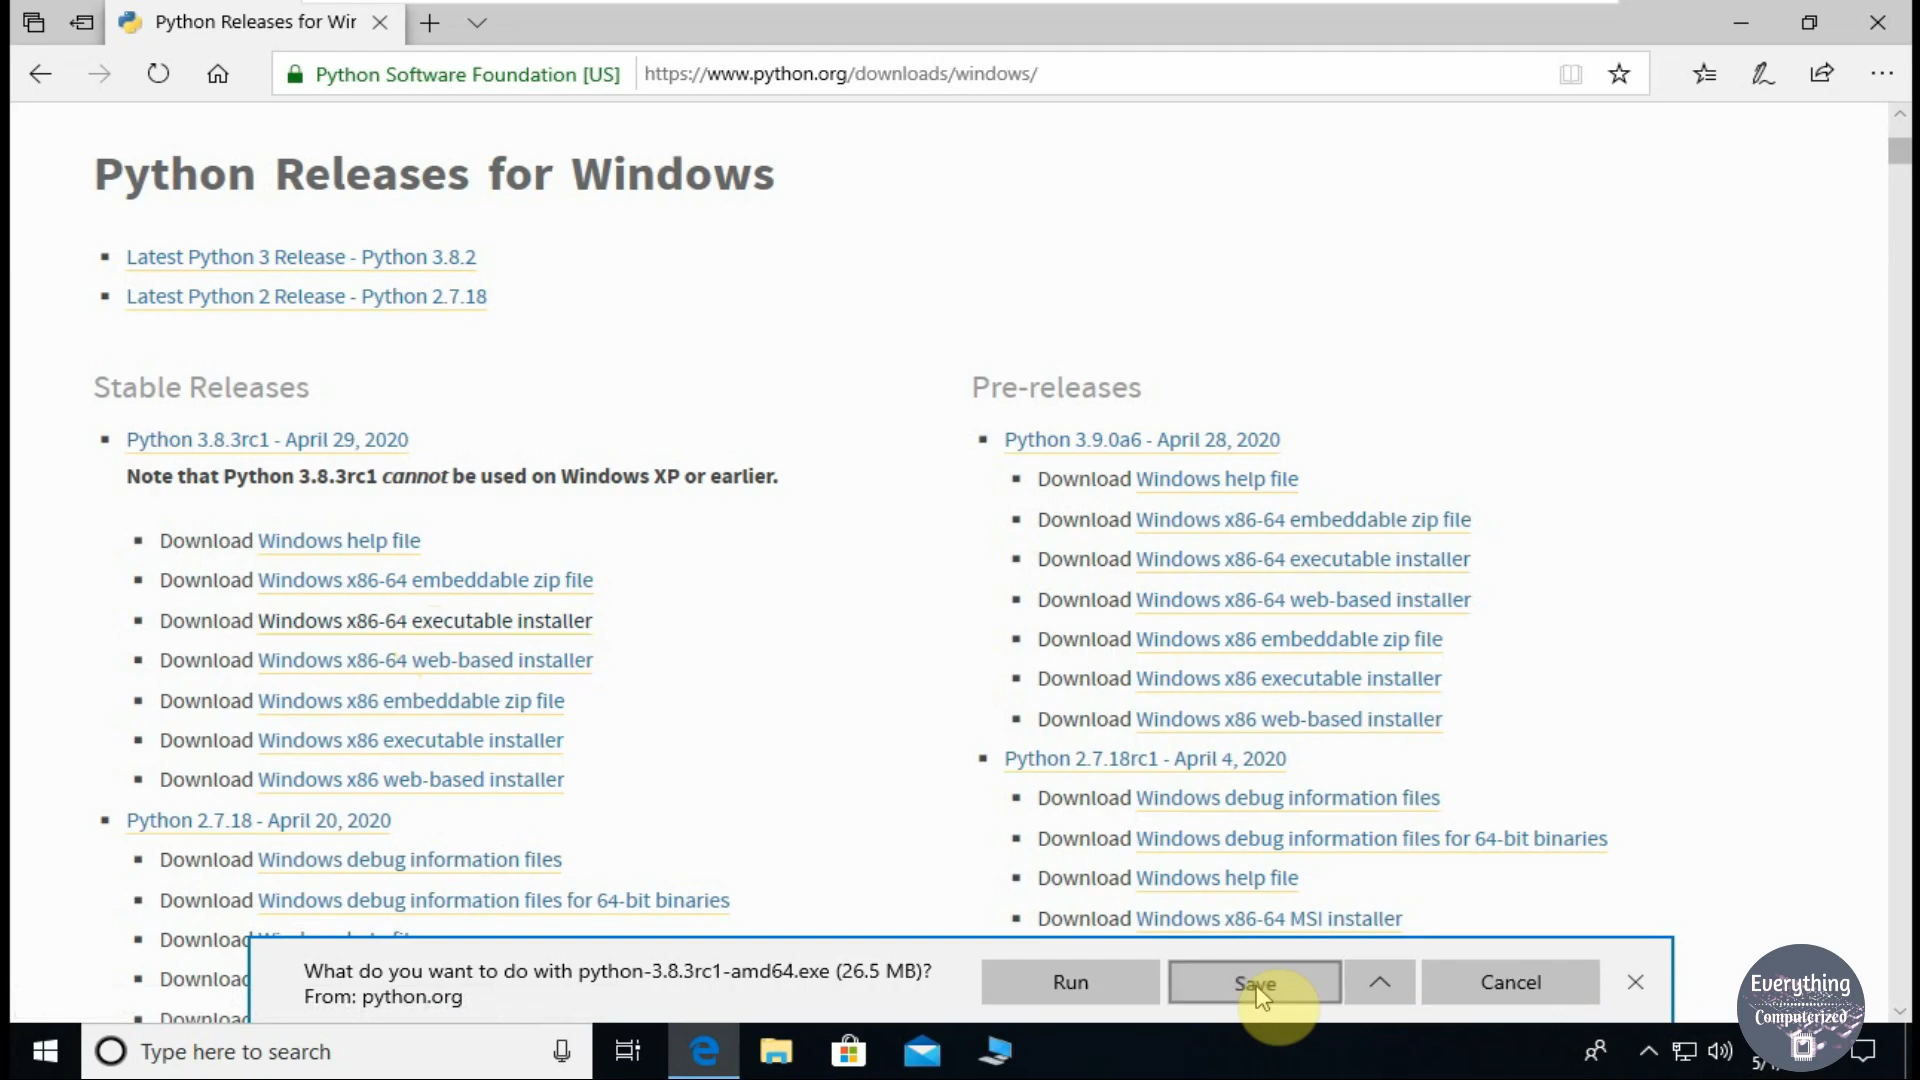 Python Releases for Wir
Python Software Foundation [US]
https://www.python.org/downloads/windows/
Python Releases for Windows
Latest Python 3 Release - Python 3.8.2
Latest Python 2 Release - Python 2.7.18
Stable Releases
Python 3.8.3rc1 - April 29, 2020
Note that Python 3.8.3rc1 cannot be used on Windows XP or earlier.
Download Windows help file
Download Windows x86-64 embeddable zip file
Download Windows x86-64 executable installer
Download Windows x86-64 web-based installer
Download Windows x86 embeddable zip file
Download Windows x86 executable installer
Download Windows x86 web-based installer
Python 2.7.18 - April 20, 2020
Download Windows debug information files
Download Windows debug information files for 64-bit binaries
Download
Download
Download
Pre-releases
Python 3.9.0a6 - April 28, 2020
Download Windows help file
Download Windows x86-64 embeddable zip file
Download Windows x86-64 executable installer
Download Windows x86-64 web-based installer
Download Windows x86 embeddable zip file
Download Windows x86 executable installer
Download Windows x86 web-based installer
Python 2.7.18rc1 - April 4, 2020
Download Windows debug information files
Download Windows debug information files for 64-bit binaries
Download Windows help file
Download Windows x86-64 MSI installer
What do you want to do with python-3.8.3rc1-amd64.exe (26.5 MB)?
From: python.org
Run
Save
Cancel
Everything
Computerized
Type here to search